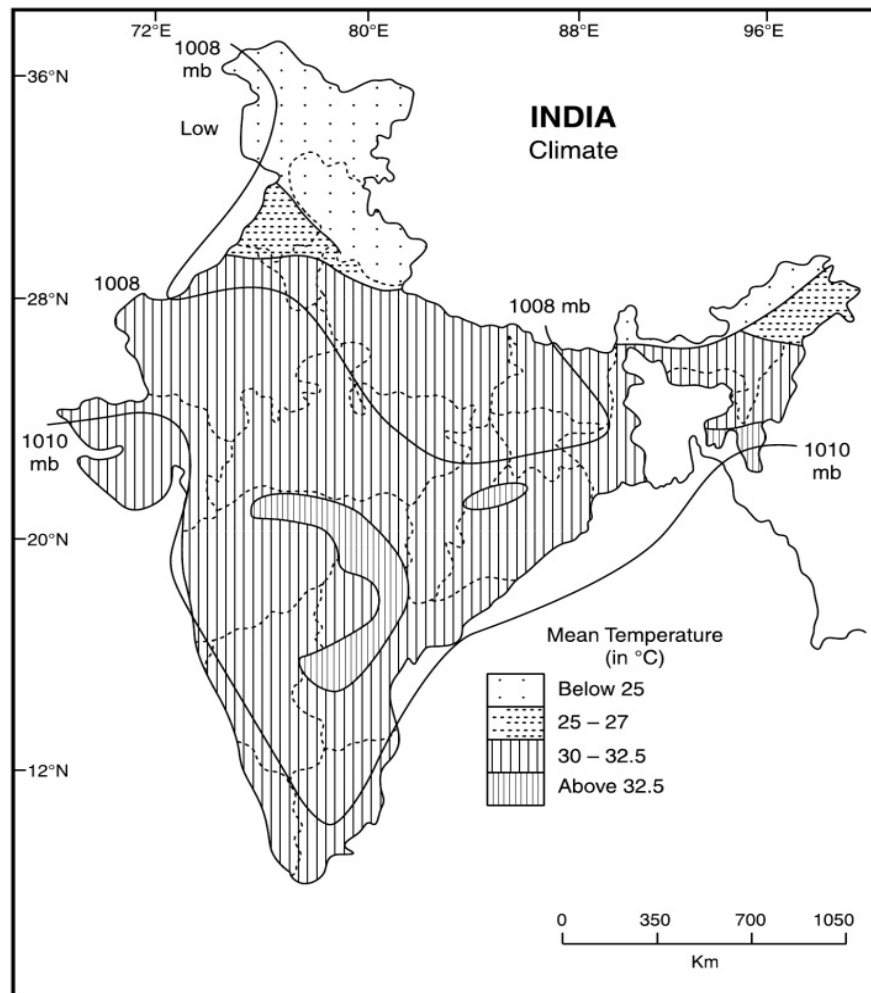 72°E
80°E
88°E
96°E
1008
mb
36°N
Low
INDIA
Climate
1008
28°N
1008 mb
1010
mb
1010
mb
20°N
Mean Temperature
(in °C)
Below 25
25 – 27
30 – 32.5
Above 32.5
12°N
0
350
700
1050
Km